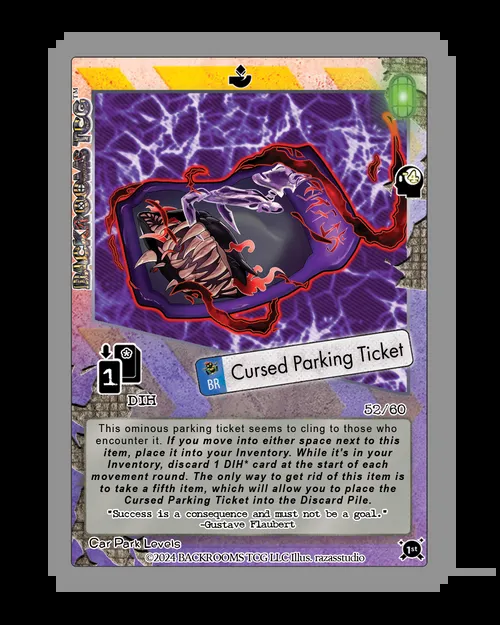 BACKROOMS TCG™
4
1
DIH
BR
Cursed Parking Ticket
52/60
This ominous parking ticket seems to cling to those who
encounter it. If you move into either space next to this
item, place it into your Inventory. While it's in your
Inventory, discard 1 DIH* card at the start of each
movement round. The only way to get rid of this item is
to take a fifth item, which will allow you to place the
Cursed Parking Ticket into the Discard Pile.
"Success is a consequence and must not be a goal."
-Gustave Flaubert
Car Park Levels
©2024 BACKROOMS TCG LLC Illus. razasstudio
1st